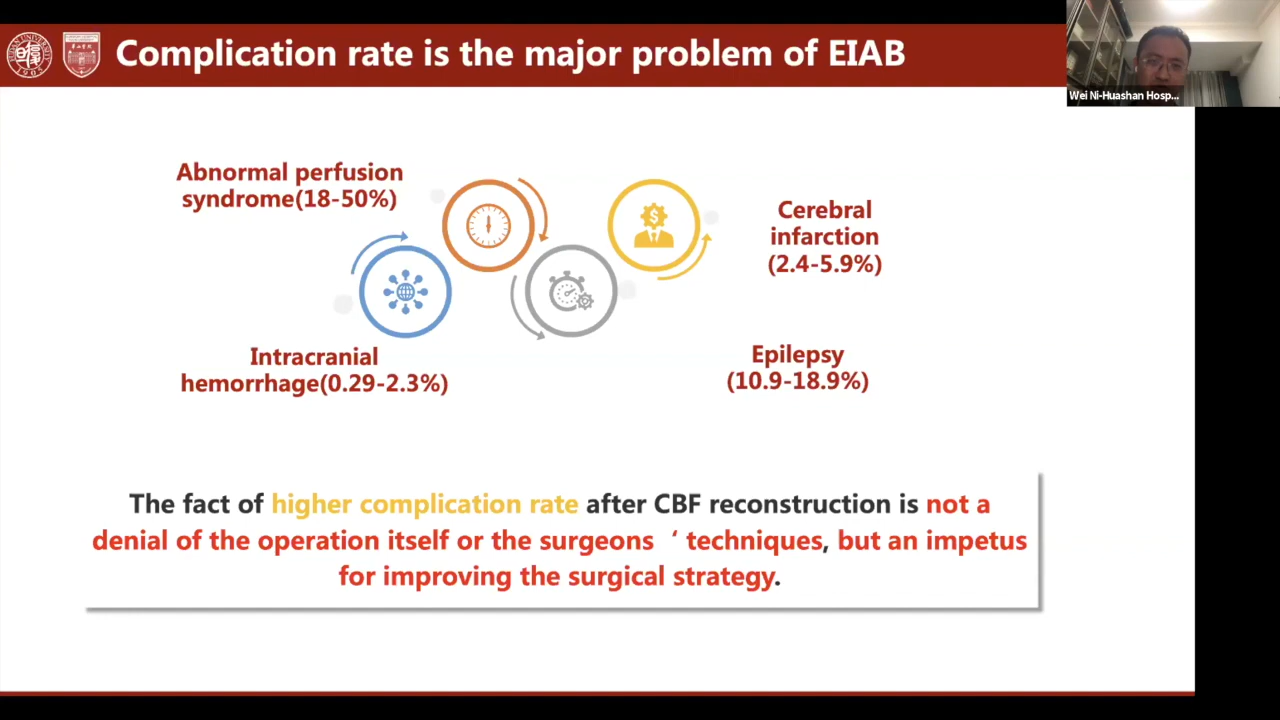 Complication rate is the major problem of EIAB
Wei Ni-Huashan Hosp...
Abnormal perfusion
syndrome(18-50%)
Cerebral
infarction
(2.4-5.9%)
Intracranial
hemorrhage(0.29-2.3%)
Epilepsy
(10.9-18.9%)
The fact of higher complication rate after CBF reconstruction is not a
denial of the operation itself or the surgeons ‘ techniques, but an impetus
for improving the surgical strategy.